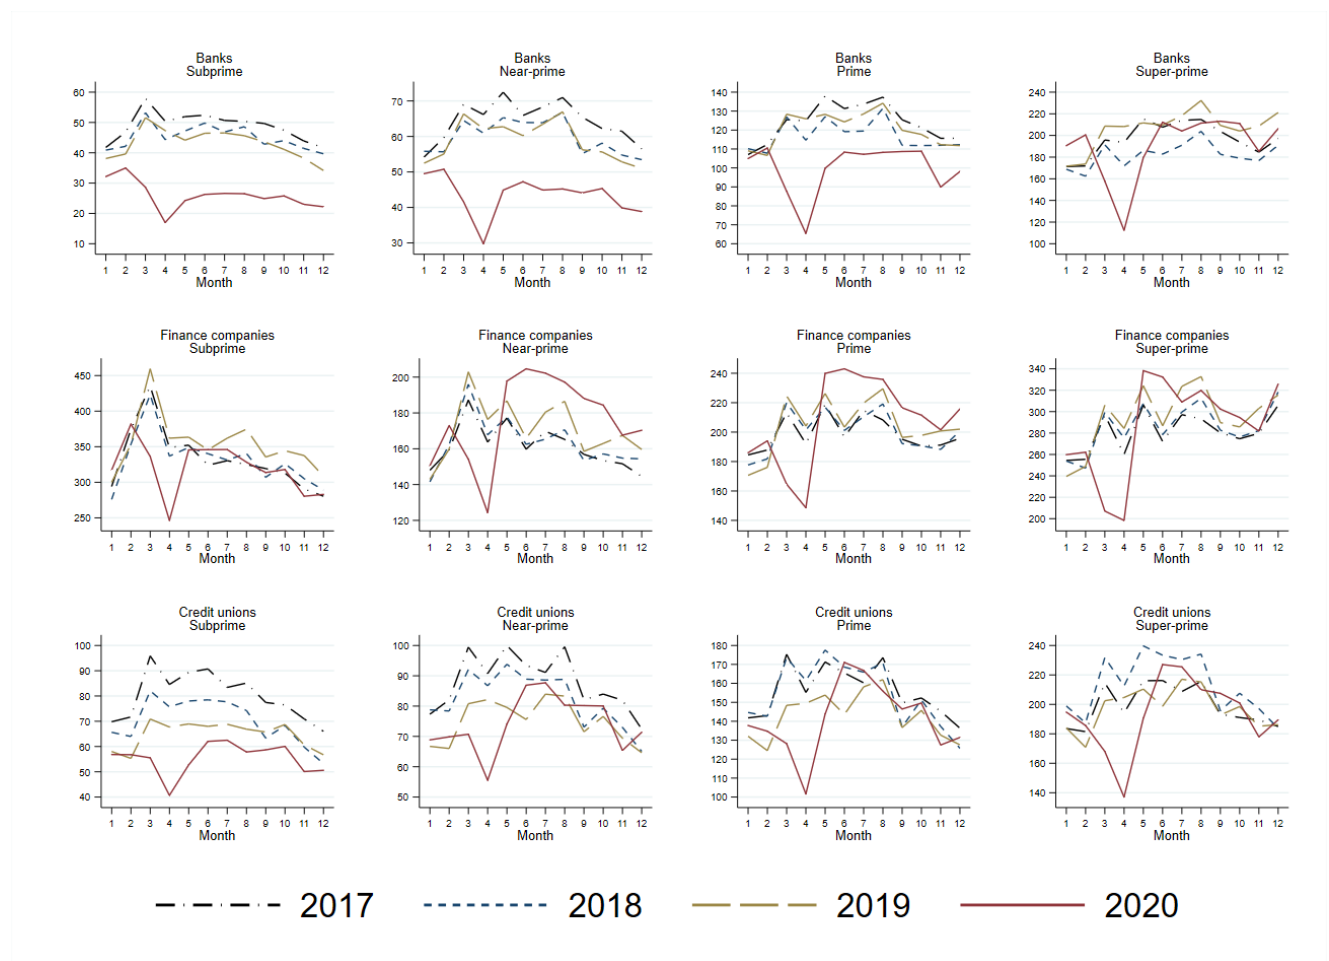 Banks
Subprime
60
50
40
30
20
10
1 2 3 4 5 6 7 8 9 10 11 12
Month
Banks
Near-prime
70
60
50
40
30
1 2 3 4 5 6 7 8 9 10 11 12
Month
Banks
Prime
140
130
120
110
100
90
80
70
60
1 2 3 4 5 6 7 8 9 10 11 12
Month
Banks
Super-prime
240
220
200
180
160
140
120
100
1 2 3 4 5 6 7 8 9 10 11 12
Month
Finance companies
Subprime
450
400
350
300
250
1 2 3 4 5 6 7 8 9 10 11 12
Month
Finance companies
Near-prime
200
180
160
140
120
1 2 3 4 5 6 7 8 9 10 11 12
Month
Finance companies
Prime
240
220
200
180
160
140
1 2 3 4 5 6 7 8 9 10 11 12
Month
Finance companies
Super-prime
340
320
300
280
260
240
220
200
1 2 3 4 5 6 7 8 9 10 11 12
Month
Credit unions
Subprime
100
90
80
70
60
50
40
1 2 3 4 5 6 7 8 9 10 11 12
Month
Credit unions
Near-prime
100
90
80
70
60
50
1 2 3 4 5 6 7 8 9 10 11 12
Month
Credit unions
Prime
180
170
160
150
140
130
120
110
100
1 2 3 4 5 6 7 8 9 10 11 12
Month
Credit unions
Super-prime
240
220
200
180
160
140
1 2 3 4 5 6 7 8 9 10 11 12
Month
2017 2018 2019 2020